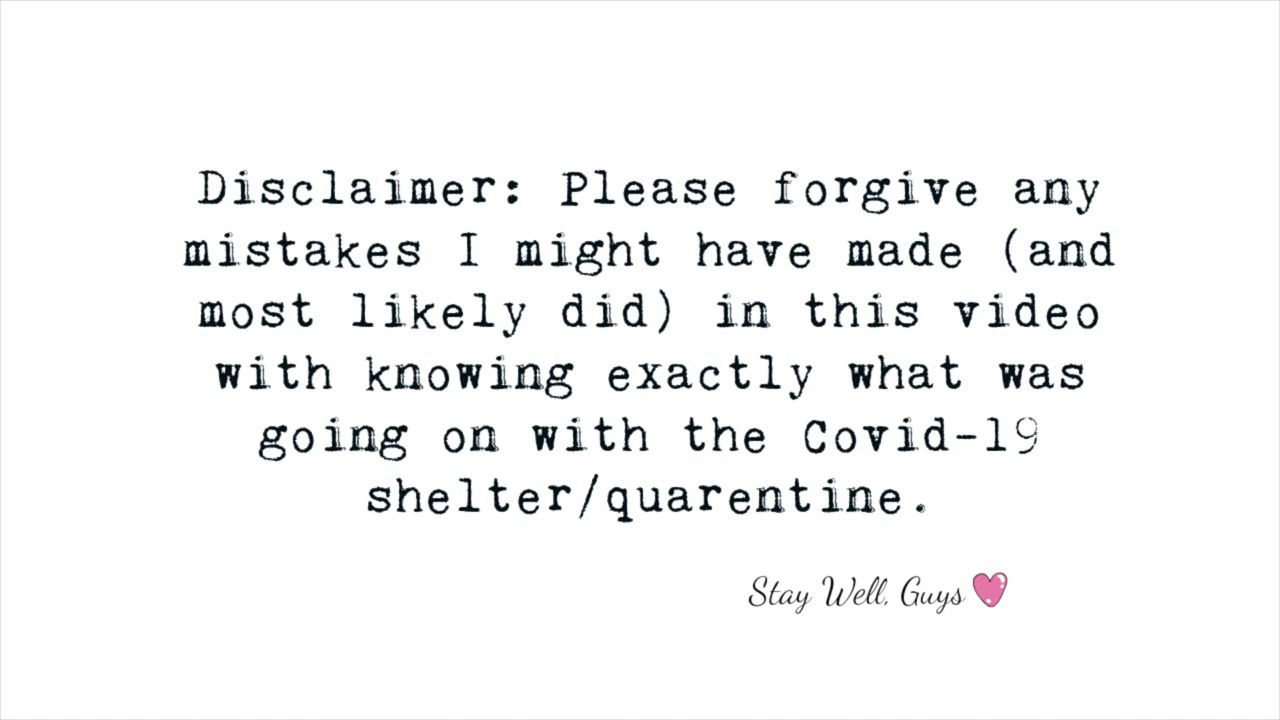 Disclaimer: Please forgive any
mistakes I might have made (and
most likely did) in this video
with knowing exactly what was
going on with the Covid-19
shelter/quarentine.
Stay Well, Guys